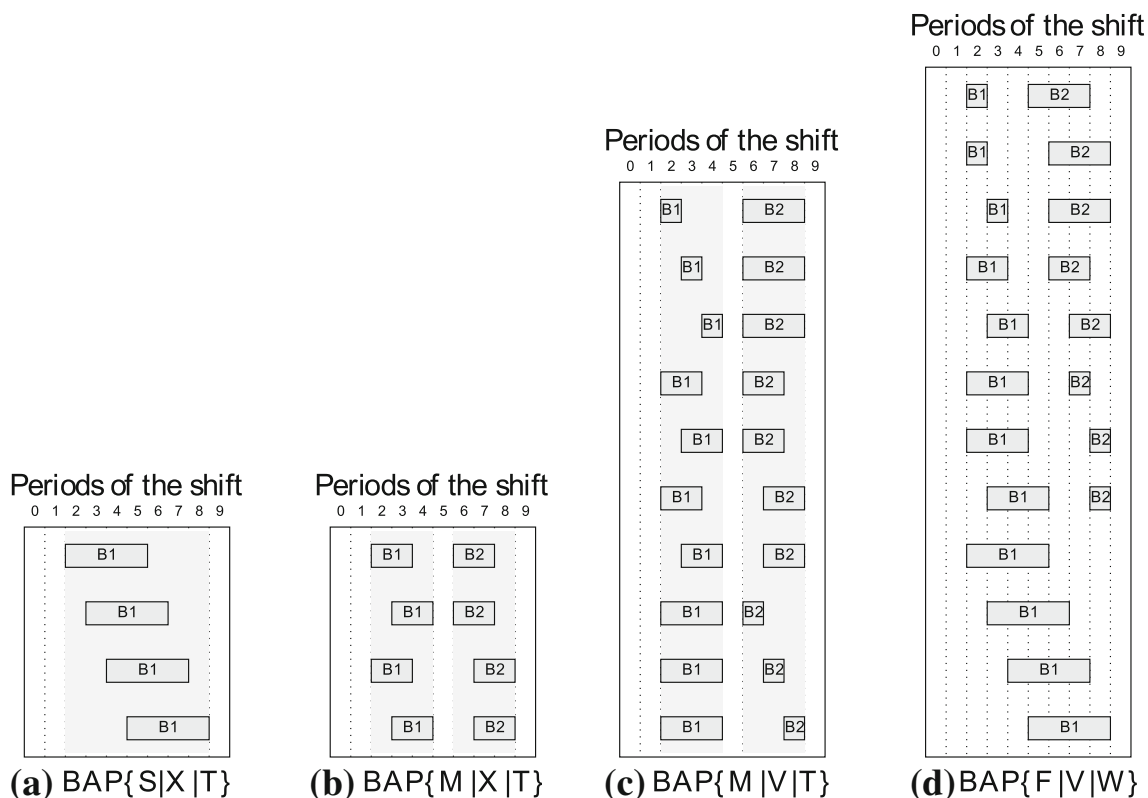 Periods of the shift
0 1 2 3 4 5 6 7 8 9
B1
B1
B1
B1
(a) BAP{S|X|T}
Periods of the shift
0 1 2 3 4 5 6 7 8 9
B1 B2
B1 B2
B1 B2
B1 B2
(b) BAP{M|X|T}
Periods of the shift
0 1 2 3 4 5 6 7 8 9
B1 B2
B1 B2
B1 B2
B1 B2
B1 B2
B1 B2
B1 B2
B1 B2
B1 B2
B1 B2
(c) BAP{M|V|T}
Periods of the shift
0 1 2 3 4 5 6 7 8 9
B1 B2
B1 B2
B1 B2
B1 B2
B1 B2
B1 B2
B1 B2
B1 B2
B1
B1
B1
B1
(d) BAP{F|V|W}